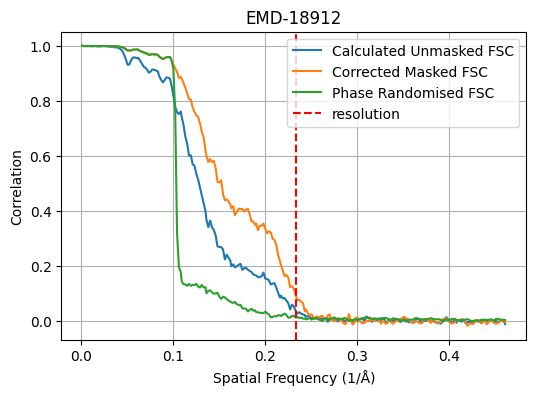 EMD-18912
Calculated Unmasked FSC
Corrected Masked FSC
Phase Randomised FSC
resolution
Correlation
1.0
0.8
0.6
0.4
0.2
0.0
0.0 0.1 0.2 0.3 0.4
Spatial Frequency (1/Å)